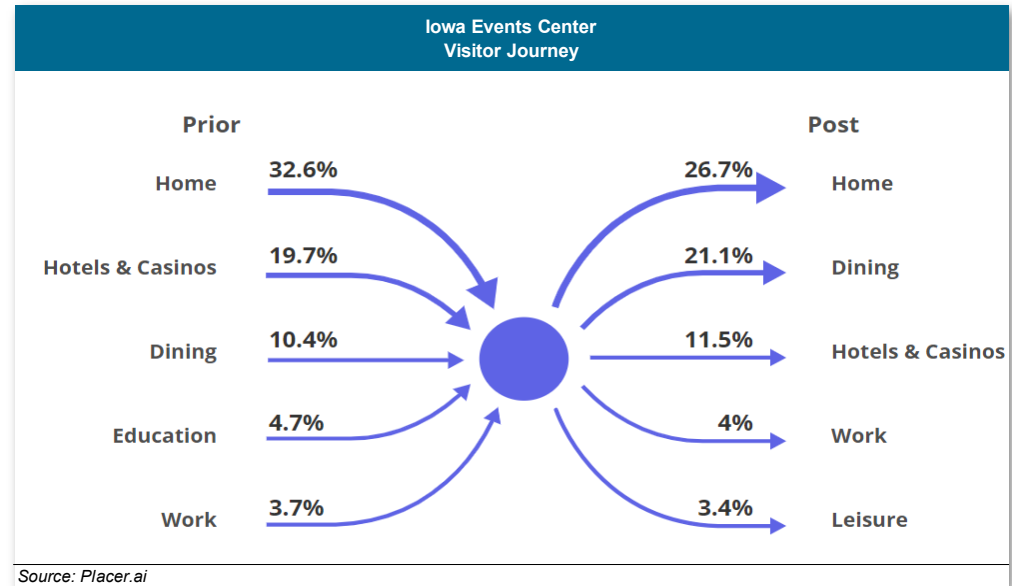 Iowa Events Center
Visitor Journey
Prior
Post
Home
32.6%
26.7%
Home
Hotels & Casinos
19.7%
21.1%
Dining
Dining
10.4%
11.5%
Hotels & Casinos
Education
4.7%
4%
Work
Work
3.7%
3.4%
Leisure
Source: Placer.ai